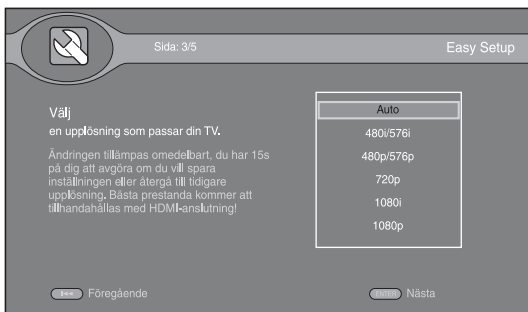 Sida: 3/5
Easy Setup
Välj
en upplösning som passar din TV.
Ändringen tillämpas omedelbart, du har 15s
på dig att avgöra om du vill spara
inställningen eller återgå till tidigare
upplösning. Bästa prestanda kommer att
tillhandahållas med HDMI-anslutning!
Auto
480i/576i
480p/576p
720p
1080i
1080p
Föregående
ENTER Nästa